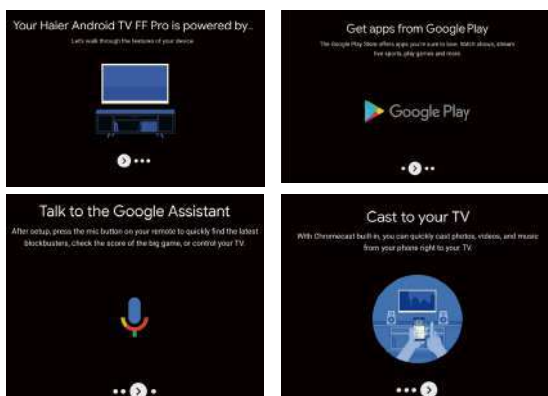 Your Haier Android TV FF Pro is powered by..
Let's walk through the features of your device
Get apps from Google Play
The Google Play Store offers apps you're sure to love. Watch shows, stream
live sports, play games and more.
Google Play
Talk to the Google Assistant
After setup, press the mic button on your remote to quickly find the latest
blockbusters, check the score of the big game, or control your TV.
Cast to your TV
With Chromecast built-in, you can quickly cast photos, videos, and music
from your phone right to your TV.